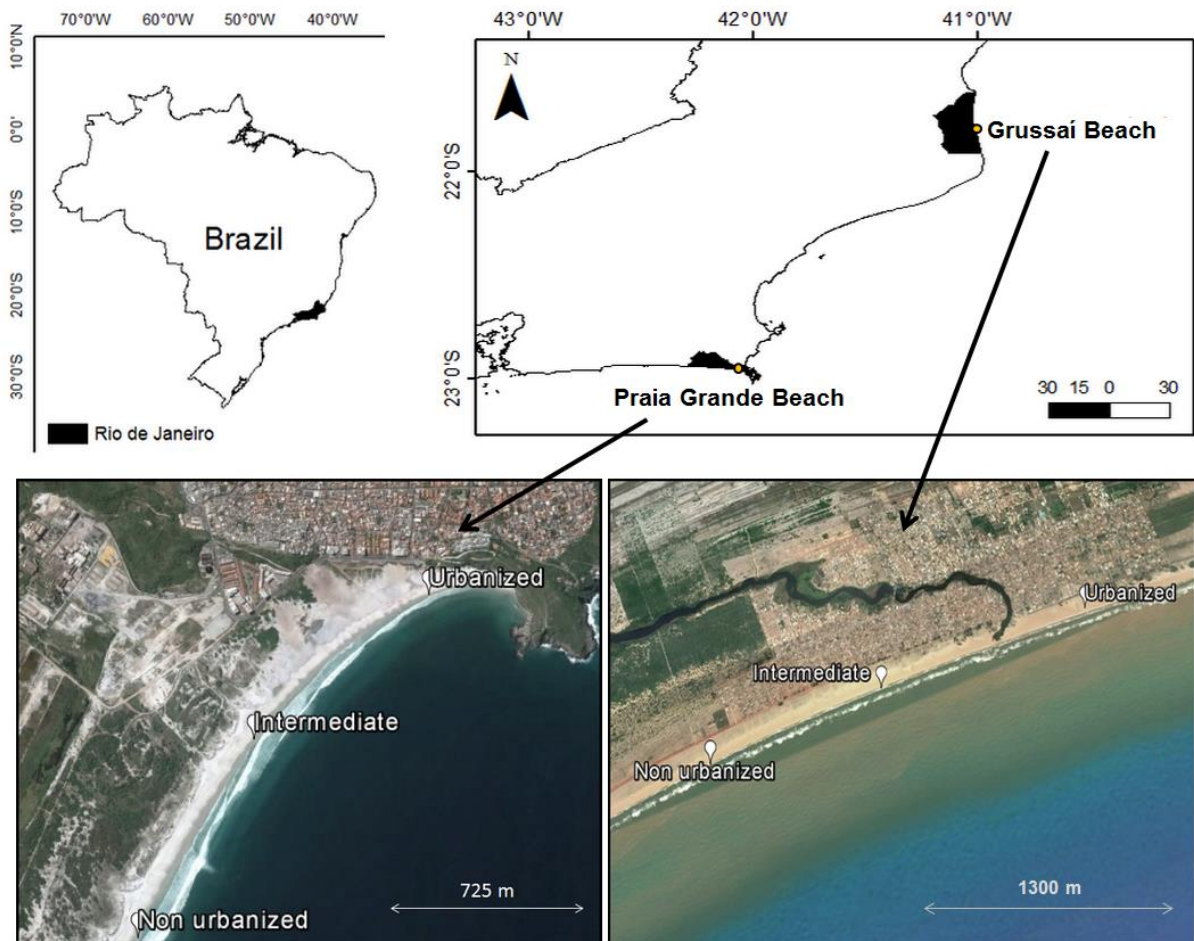 70°0'W 60°0'W 50°0'W 40°0'W
10°0'N
0°0'
10°0'S
20°0'S
30°0'S
Brazil
Rio de Janeiro
43°0'W 42°0'W 41°0'W
N
22°0'S
23°0'S
Grussaí Beach
Praia Grande Beach
30 15 0 30
Urbanized
Intermediate
Non urbanized
725 m
Urbanized
Intermediate
Non urbanized
1300 m